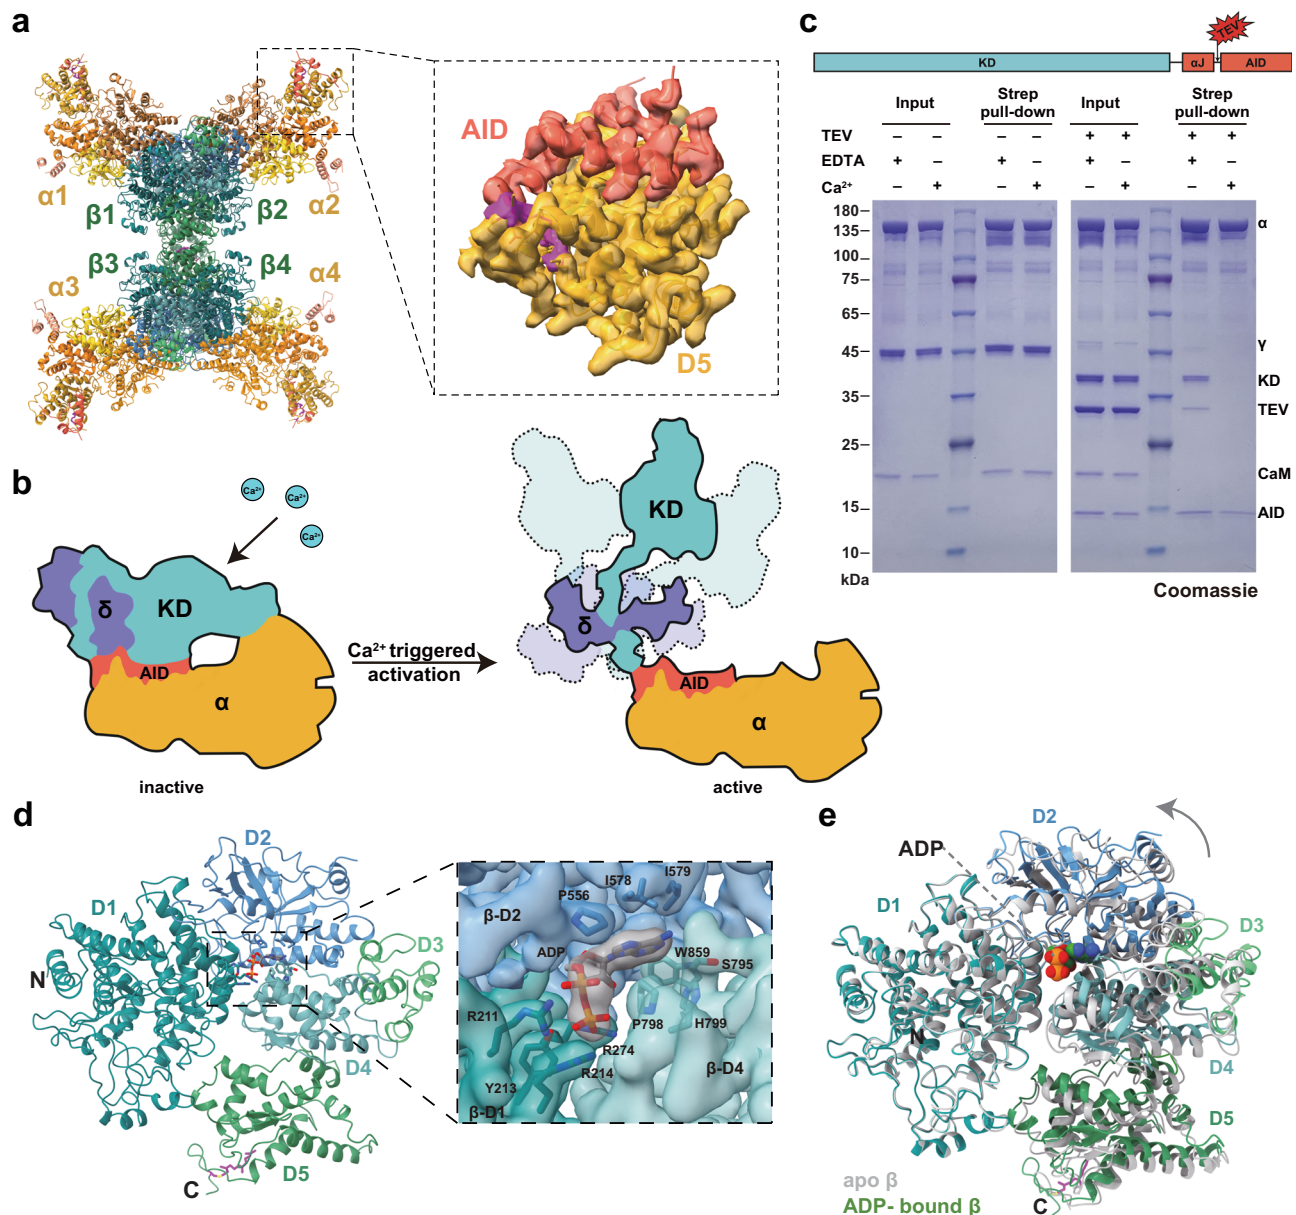 a
α1
α2
β1
β2
β3
β4
α3
α4
AID
D5
b
Ca²⁺
Ca²⁺
Ca²⁺
δ
KD
AID
α
inactive
Ca²⁺ triggered
activation
KD
δ
AID
α
active
c
TEV
KD
αJ
AID
Input
Strep
pull-down
Input
Strep
pull-down
TEV – – – – + + + +
EDTA + – + – + – + –
Ca²⁺ – + – + – + – +
180
135
100
75
65
45
35
25
15
10
kDa
α
γ
KD
TEV
CaM
AID
Coomassie
d
D2
D1
D3
N
D4
D5
C
β-D2
P556
I578
I579
ADP
W859
S795
R211
P798
H799
R274
R214
Y213
β-D1
β-D4
e
D2
ADP
D1
D3
N
D4
D5
apo β
ADP- bound β
C